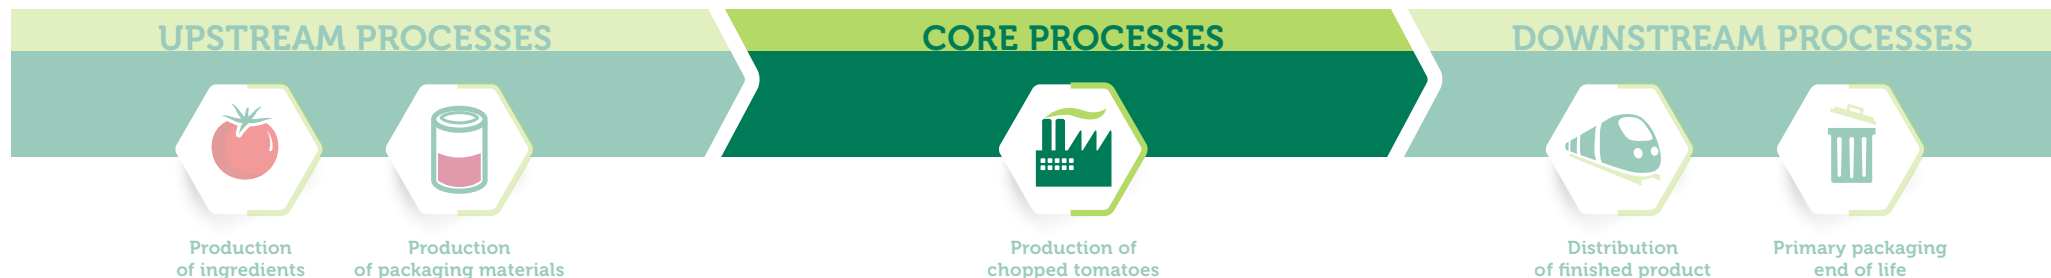 UPSTREAM PROCESSES
CORE PROCESSES
DOWNSTREAM PROCESSES
Production
of ingredients
Production
of packaging materials
Production of
chopped tomatoes
Distribution
of finished product
Primary packaging
end of life